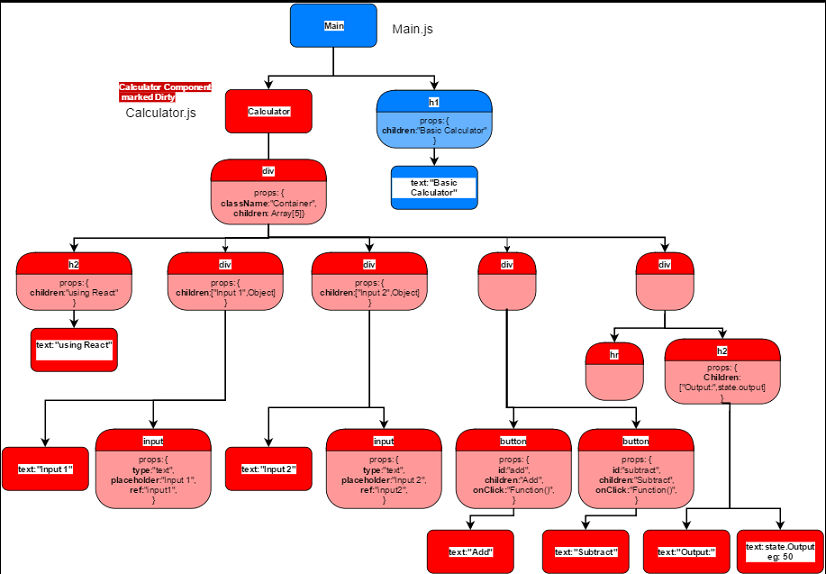 Main
Main.js
Calculator Component
marked Dirty
Calculator.js
Calculator
h1
props: {
children:"Basic Calculator"
}
text:"Basic
Calculator"
div
props: {
className:"Container",
children: Array[5]}
h2
props: {
children:"using React"
}
div
props: {
children:["Input 1",Object]
}
div
props: {
children:["Input 2",Object]
}
div
div
text:"using React"
hr
h2
props: {
Children:
["Output:",state.output]
}
text:"Input 1"
input
props: {
type:"text",
placeholder:"Input 1",
ref:"input1",
}
text:"Input 2"
input
props: {
type:"text",
placeholder:"Input 2",
ref:"input2",
}
button
props: {
id:"add",
children:"Add",
onClick:"Function()",
}
button
props: {
id:"subtract",
children:"Subtract",
onClick:"Function()",
}
text:"Add"
text:"Subtract"
text:"Output:"
text:state.Output
eg: 50